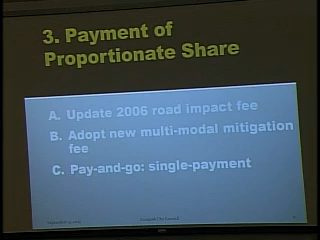 3. Payment of
Proportionate Share
A. Update 2006 road impact fee
B. Adopt new multi-modal mitigation
fee
C. Pay-and-go: single-payment